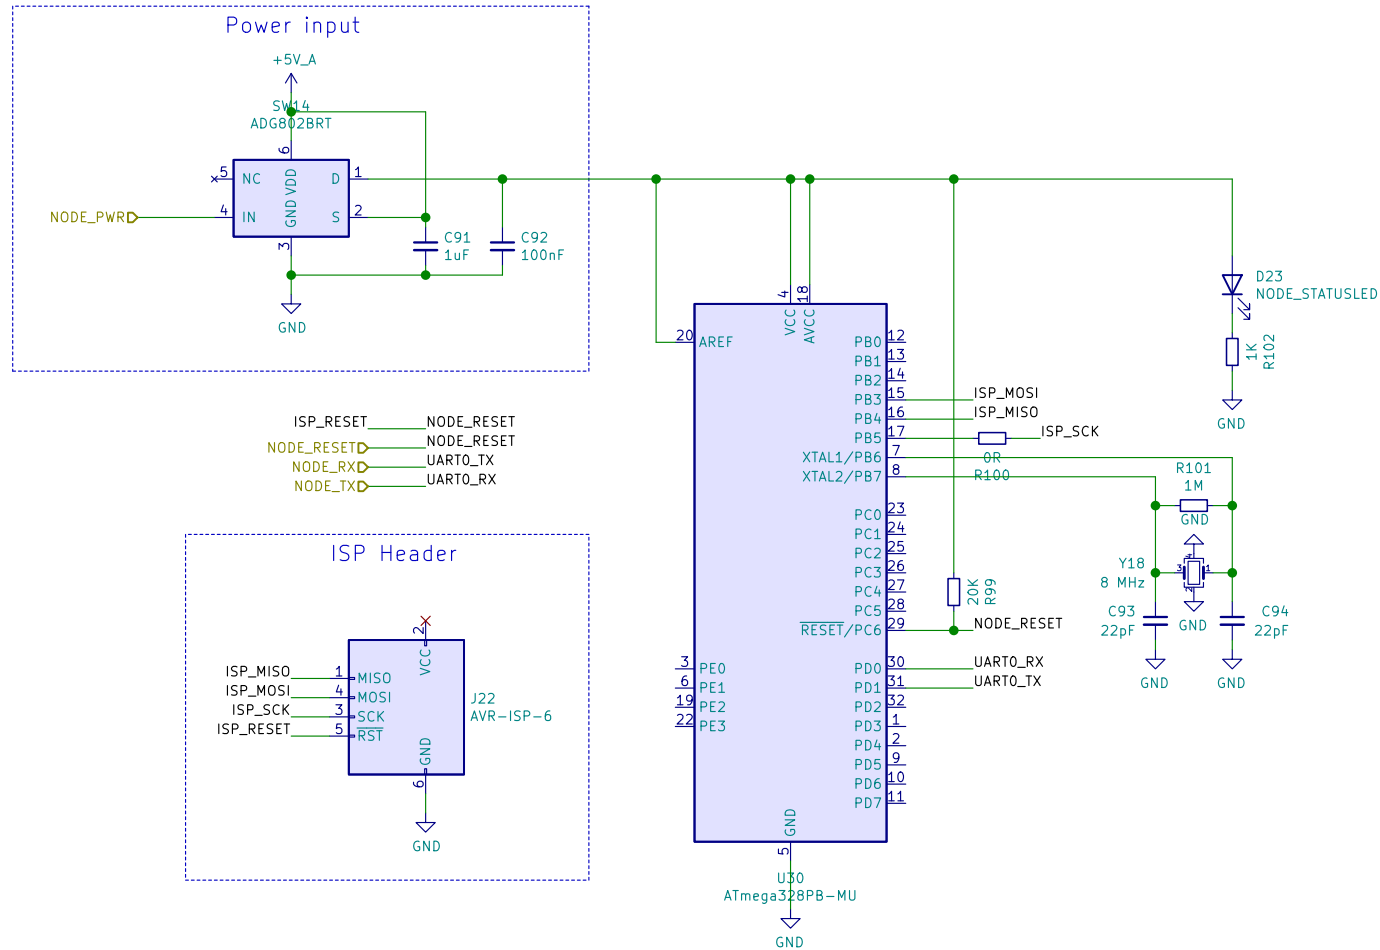 Power input
+5V_A
SW14
ADG802BRT
6
5
NC
VDD
D
1
NODE_PWR
4
IN
GND
S
2
3
GND
C91
1uF
C92
100nF
D23
NODE_STATUSLED
1K
R102
GND
ISP_RESET
NODE_RESET
NODE_RESET
NODE_RESET
NODE_RX
UART0_TX
NODE_TX
UART0_RX
ISP Header
2
VCC
ISP_MISO
1
MISO
ISP_MOSI
4
MOSI
ISP_SCK
3
SCK
ISP_RESET
5
RST
GND
6
J22
AVR-ISP-6
GND
4
VCC
18
AVCC
20
AREF
PB0
12
PB1
13
PB2
14
PB3
15
ISP_MOSI
PB4
16
ISP_MISO
PB5
17
ISP_SCK
0R
R100
XTAL1/PB6
7
XTAL2/PB7
8
PC0
23
PC1
24
PC2
25
PC3
26
PC4
27
PC5
28
RESET/PC6
29
NODE_RESET
20K
R99
3
PE0
6
PE1
19
PE2
22
PE3
PD0
30
UART0_RX
PD1
31
UART0_TX
PD2
32
PD3
1
PD4
2
PD5
9
PD6
10
PD7
11
GND
5
U30
ATmega328PB-MU
GND
R101
1M
GND
Y18
8 MHz
4
3
1
2
GND
C93
22pF
GND
C94
22pF
GND